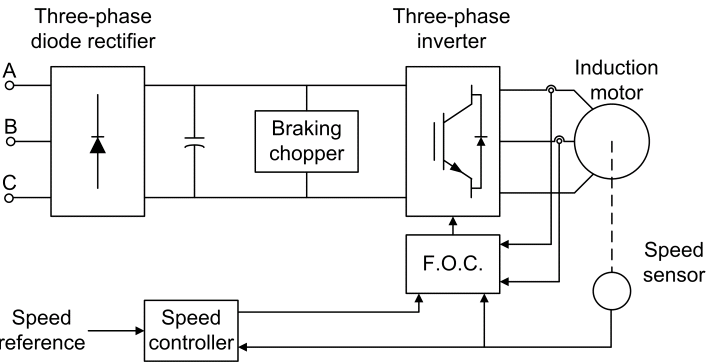 Three-phase
diode rectifier
Three-phase
inverter
Induction
motor
A
B
C
Braking
chopper
F.O.C.
Speed
sensor
Speed
reference
Speed
controller